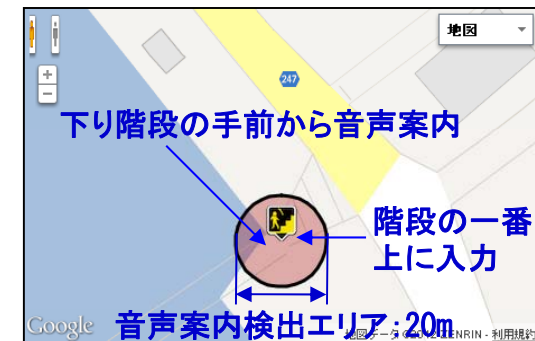 地図
247
下り階段の手前から音声案内
階段の一番
上に入力
Google
音声案内検出エリア：20m
地図データ ©2012 ZENRIN - 利用規約